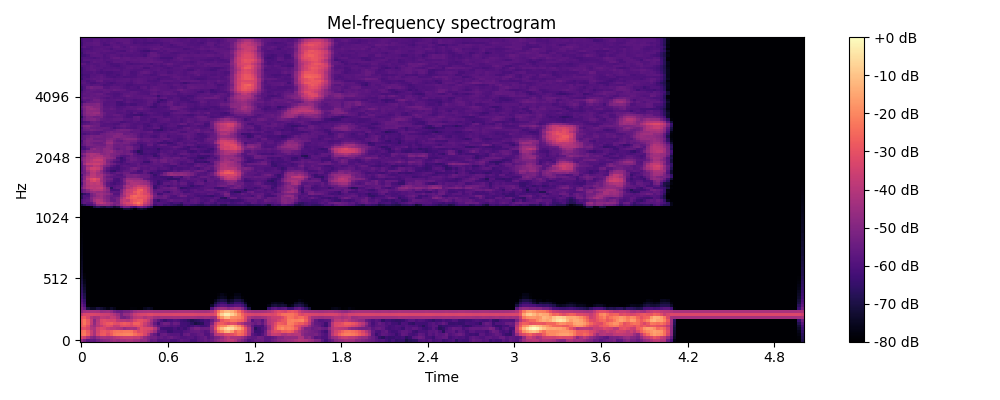 Mel-frequency spectrogram
Hz
4096
2048
1024
512
0
0 0.6 1.2 1.8 2.4 3 3.6 4.2 4.8
Time
+0 dB
-10 dB
-20 dB
-30 dB
-40 dB
-50 dB
-60 dB
-70 dB
-80 dB